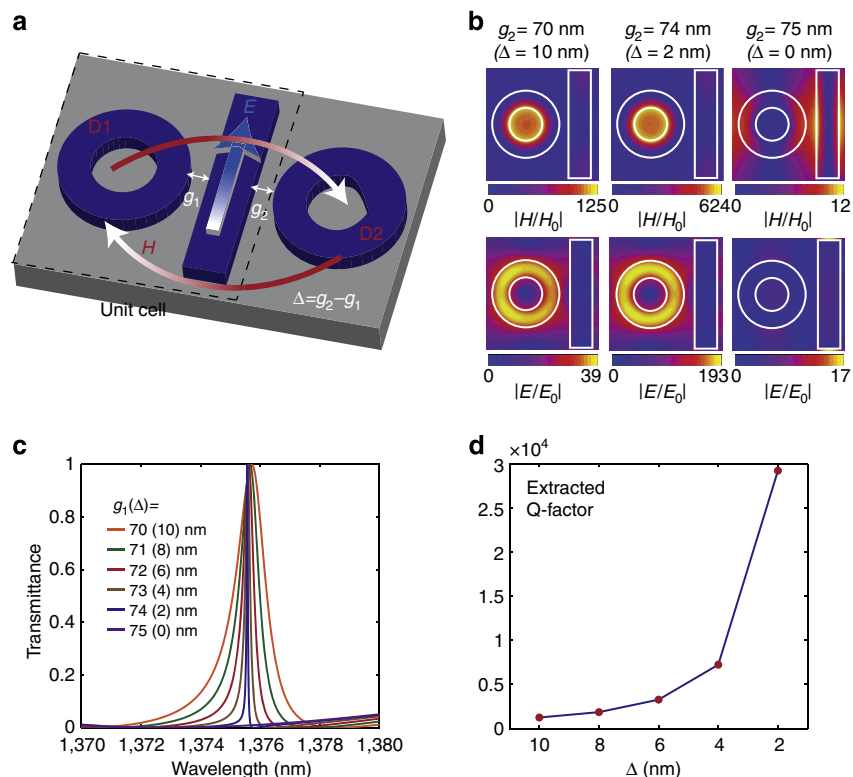 a
D1
E
g1
g2
H
D2
Δ=g2–g1
Unit cell
b
g2= 70 nm
(Δ= 10 nm)
g2= 74 nm
(Δ= 2 nm)
g2= 75 nm
(Δ= 0 nm)
0 125
|H/H0|
0 624
|H/H0|
0 12
|H/H0|
0 39
|E/E0|
0 193
|E/E0|
0 17
|E/E0|
c
1
0.8
0.6
0.4
0.2
0
Transmittance
g1(Δ)=
70 (10) nm
71 (8) nm
72 (6) nm
73 (4) nm
74 (2) nm
75 (0) nm
1,370 1,372 1,374 1,376 1,378 1,380
Wavelength (nm)
d
×10^4
3
2.5
2
1.5
1
0.5
0
Extracted
Q-factor
10 8 6 4 2
Δ (nm)